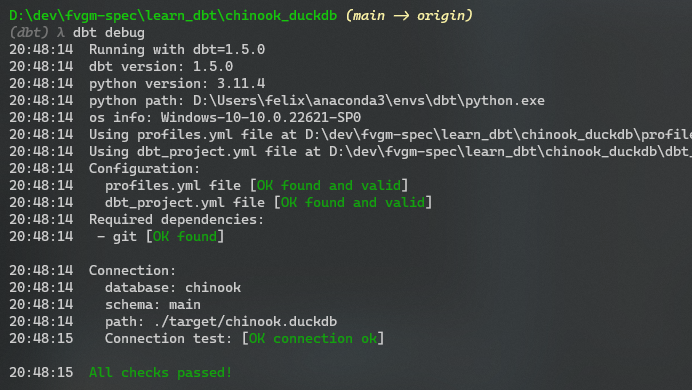 D:\dev\fvgm-spec\learn_dbt\chinook_duckdb (main -> origin)
(dbt) λ dbt debug
20:48:14  Running with dbt=1.5.0
20:48:14  dbt version: 1.5.0
20:48:14  python version: 3.11.4
20:48:14  python path: D:\Users\felix\anaconda3\envs\dbt\python.exe
20:48:14  os info: Windows-10-10.0.22621-SP0
20:48:14  Using profiles.yml file at D:\dev\fvgm-spec\learn_dbt\chinook_duckdb\profile
20:48:14  Using dbt_project.yml file at D:\dev\fvgm-spec\learn_dbt\chinook_duckdb\dbt_
20:48:14  Configuration:
20:48:14    profiles.yml file [OK found and valid]
20:48:14    dbt_project.yml file [OK found and valid]
20:48:14  Required dependencies:
20:48:14   - git [OK found]
20:48:14  Connection:
20:48:14    database: chinook
20:48:14    schema: main
20:48:14    path: ./target/chinook.duckdb
20:48:15    Connection test: [OK connection ok]
20:48:15  All checks passed!